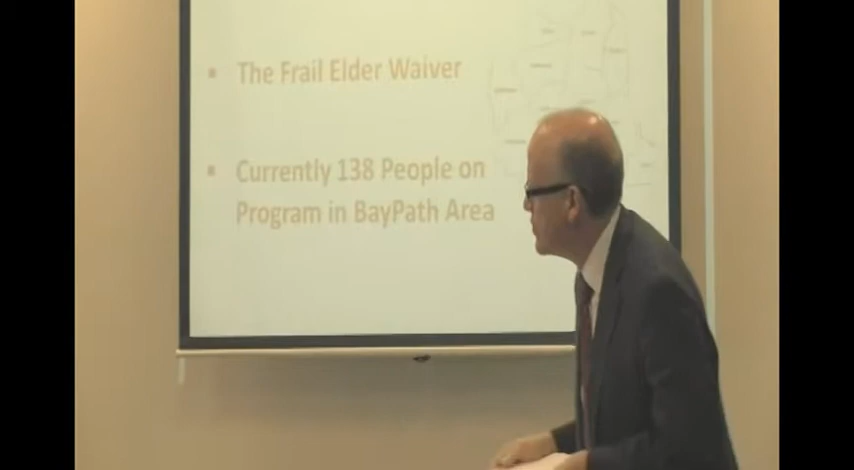 The Frail Elder Waiver
Currently 138 People on
Program in BayPath Area